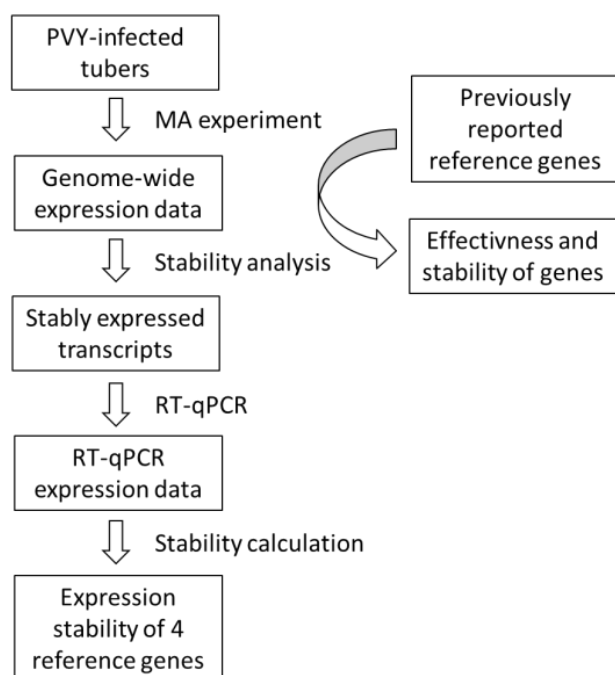 PVY-infected
tubers
MA experiment
Genome-wide
expression data
Stability analysis
Stably expressed
transcripts
RT-qPCR
RT-qPCR
expression data
Stability calculation
Expression
stability of 4
reference genes
Previously
reported
reference genes
Effectivness and
stability of genes